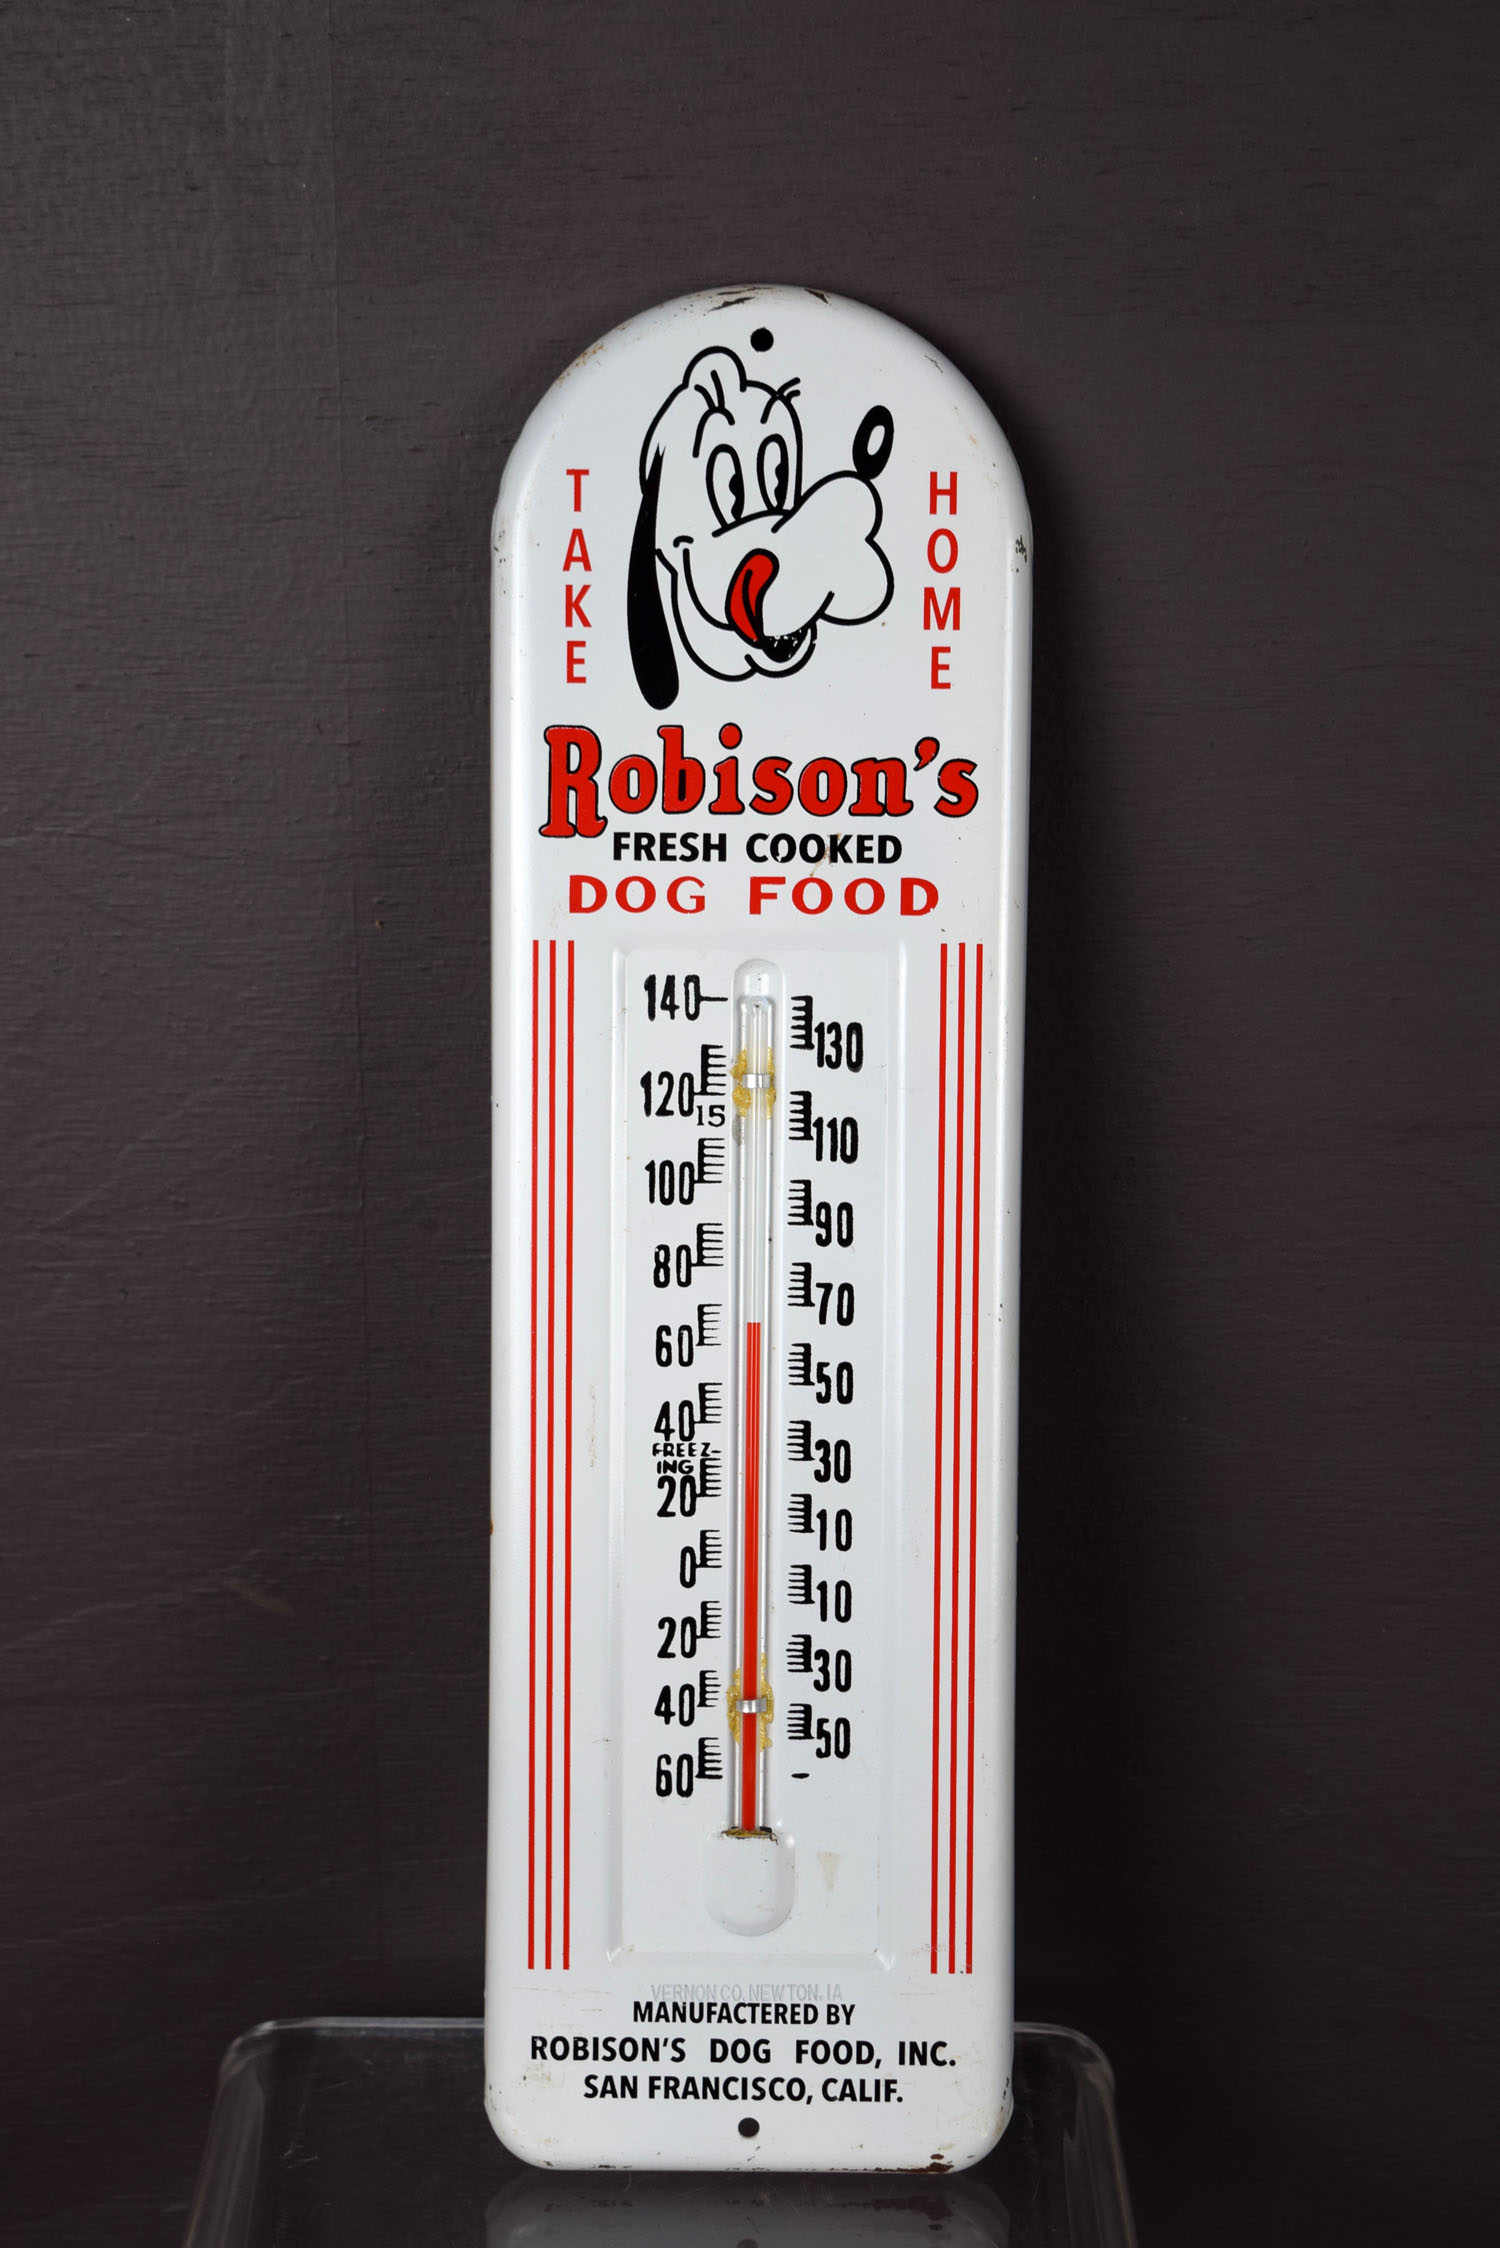 TAKE
HOME
Robison's
FRESH COOKED
DOG FOOD
140
130
120
15
110
100
90
80
70
60
50
40
FREEZ-
ING
30
20
10
0
10
20
30
40
50
60
VERNON CO. NEWTON, IA
MANUFACTERED BY
ROBISON'S DOG FOOD, INC.
SAN FRANCISCO, CALIF.